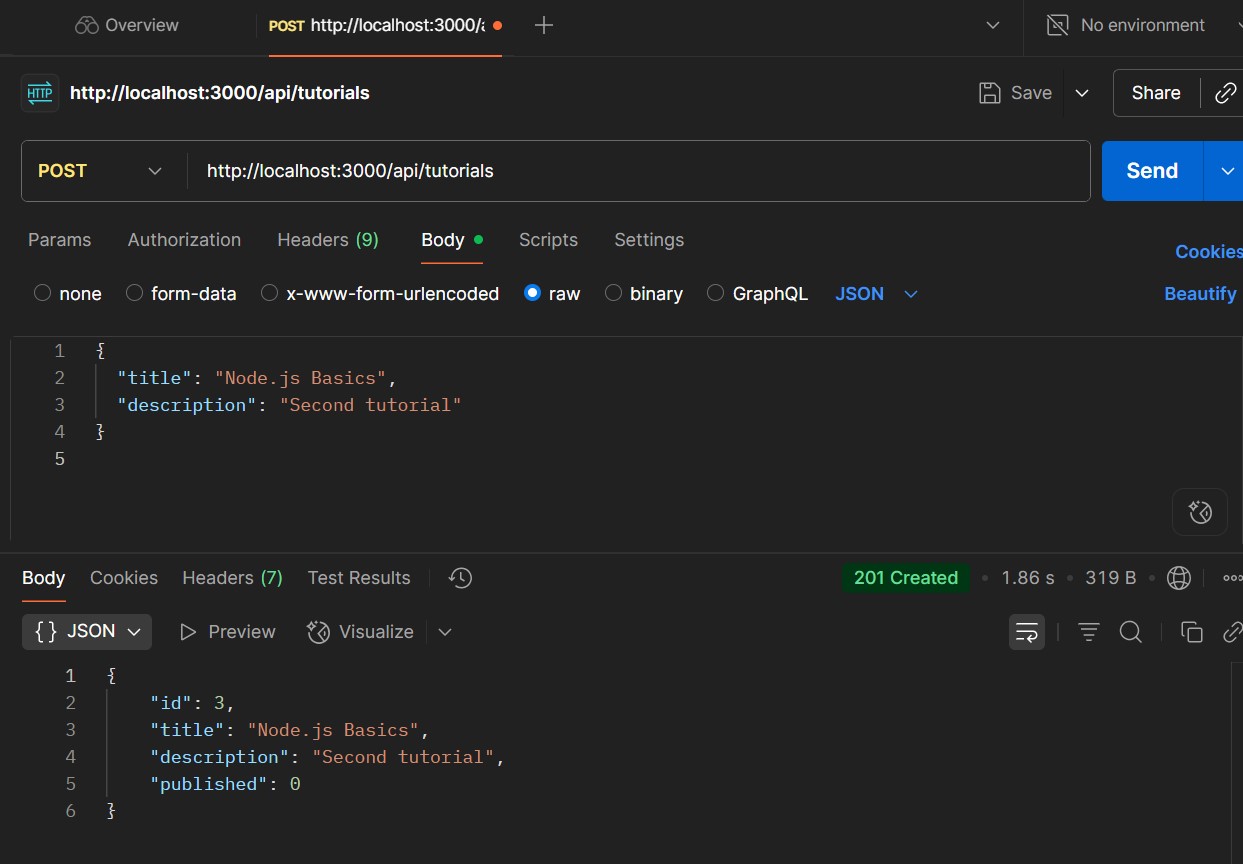 Overview POST http://localhost:3000/a No environment
HTTP http://localhost:3000/api/tutorials Save Share
POST http://localhost:3000/api/tutorials Send
Params Authorization Headers (9) Body Scripts Settings Cookies
none form-data x-www-form-urlencoded raw binary GraphQL JSON Beautify
1 {
2 "title": "Node.js Basics",
3 "description": "Second tutorial"
4 }
5
Body Cookies Headers (7) Test Results 201 Created 1.86 s 319 B
{} JSON Preview Visualize
1 {
2 "id": 3,
3 "title": "Node.js Basics",
4 "description": "Second tutorial",
5 "published": 0
6 }